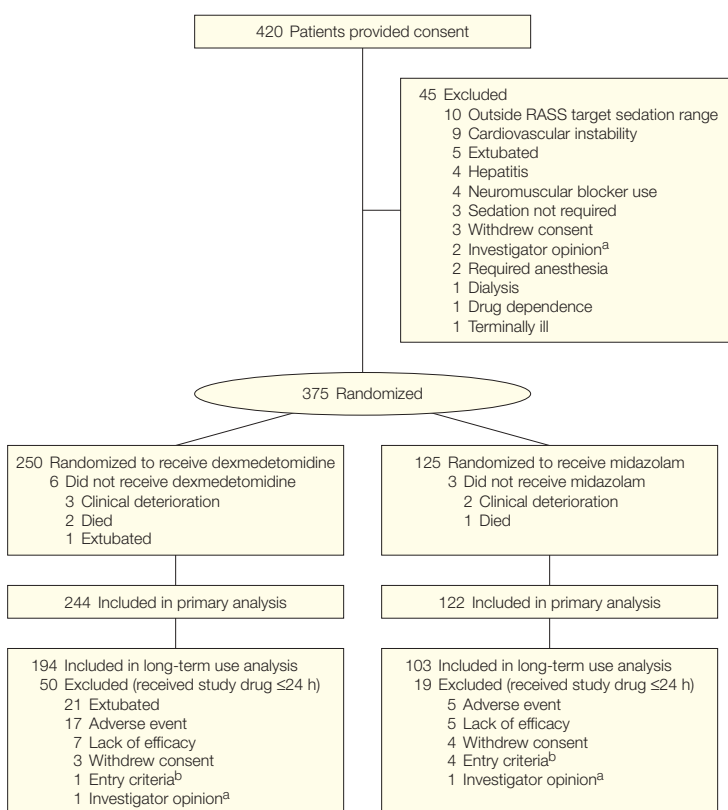 420 Patients provided consent
45 Excluded
10 Outside RASS target sedation range
9 Cardiovascular instability
5 Extubated
4 Hepatitis
4 Neuromuscular blocker use
3 Sedation not required
3 Withdrew consent
2 Investigator opinionᵃ
2 Required anesthesia
1 Dialysis
1 Drug dependence
1 Terminally ill
375 Randomized
250 Randomized to receive dexmedetomidine
6 Did not receive dexmedetomidine
3 Clinical deterioration
2 Died
1 Extubated
125 Randomized to receive midazolam
3 Did not receive midazolam
2 Clinical deterioration
1 Died
244 Included in primary analysis
122 Included in primary analysis
194 Included in long-term use analysis
50 Excluded (received study drug ≤24 h)
21 Extubated
17 Adverse event
7 Lack of efficacy
3 Withdrew consent
1 Entry criteriaᵇ
1 Investigator opinionᵃ
103 Included in long-term use analysis
19 Excluded (received study drug ≤24 h)
5 Adverse event
5 Lack of efficacy
4 Withdrew consent
4 Entry criteriaᵇ
1 Investigator opinionᵃ